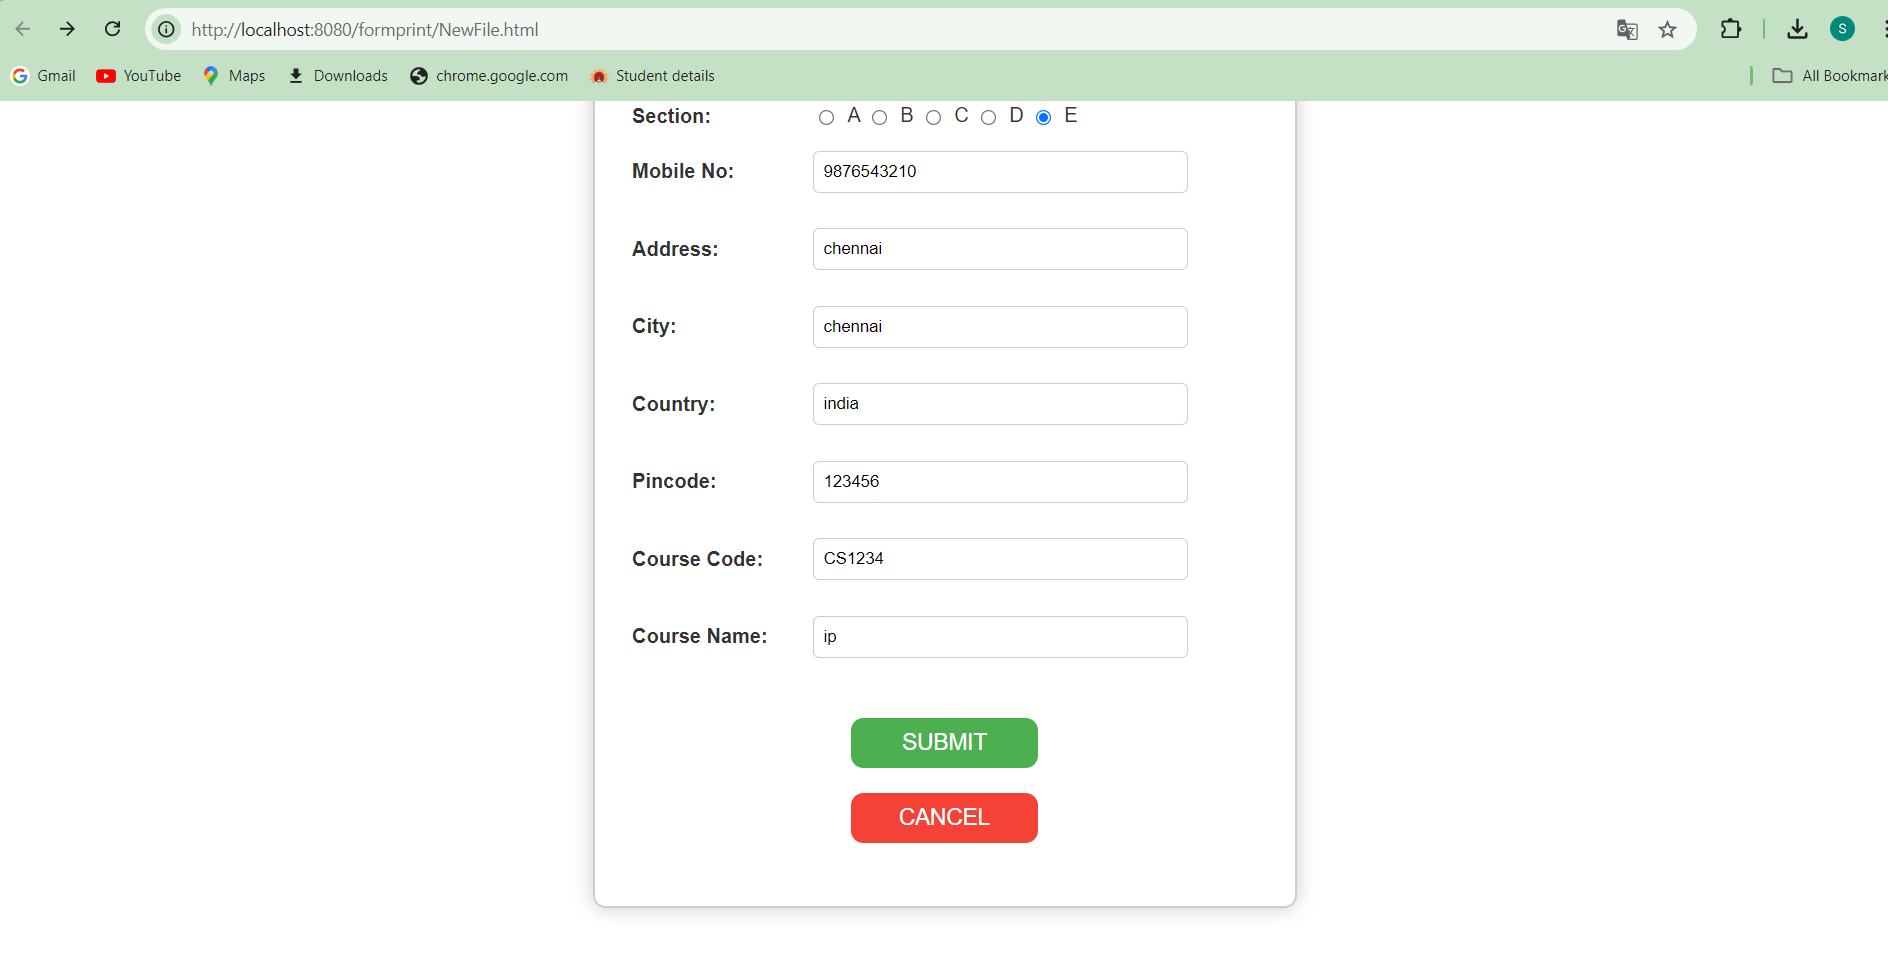 http://localhost:8080/formprint/NewFile.html
S
Gmail YouTube Maps Downloads chrome.google.com Student details All Bookmark
Section: A B C D E
Mobile No: 9876543210
Address: chennai
City: chennai
Country: india
Pincode: 123456
Course Code: CS1234
Course Name: ip
SUBMIT
CANCEL